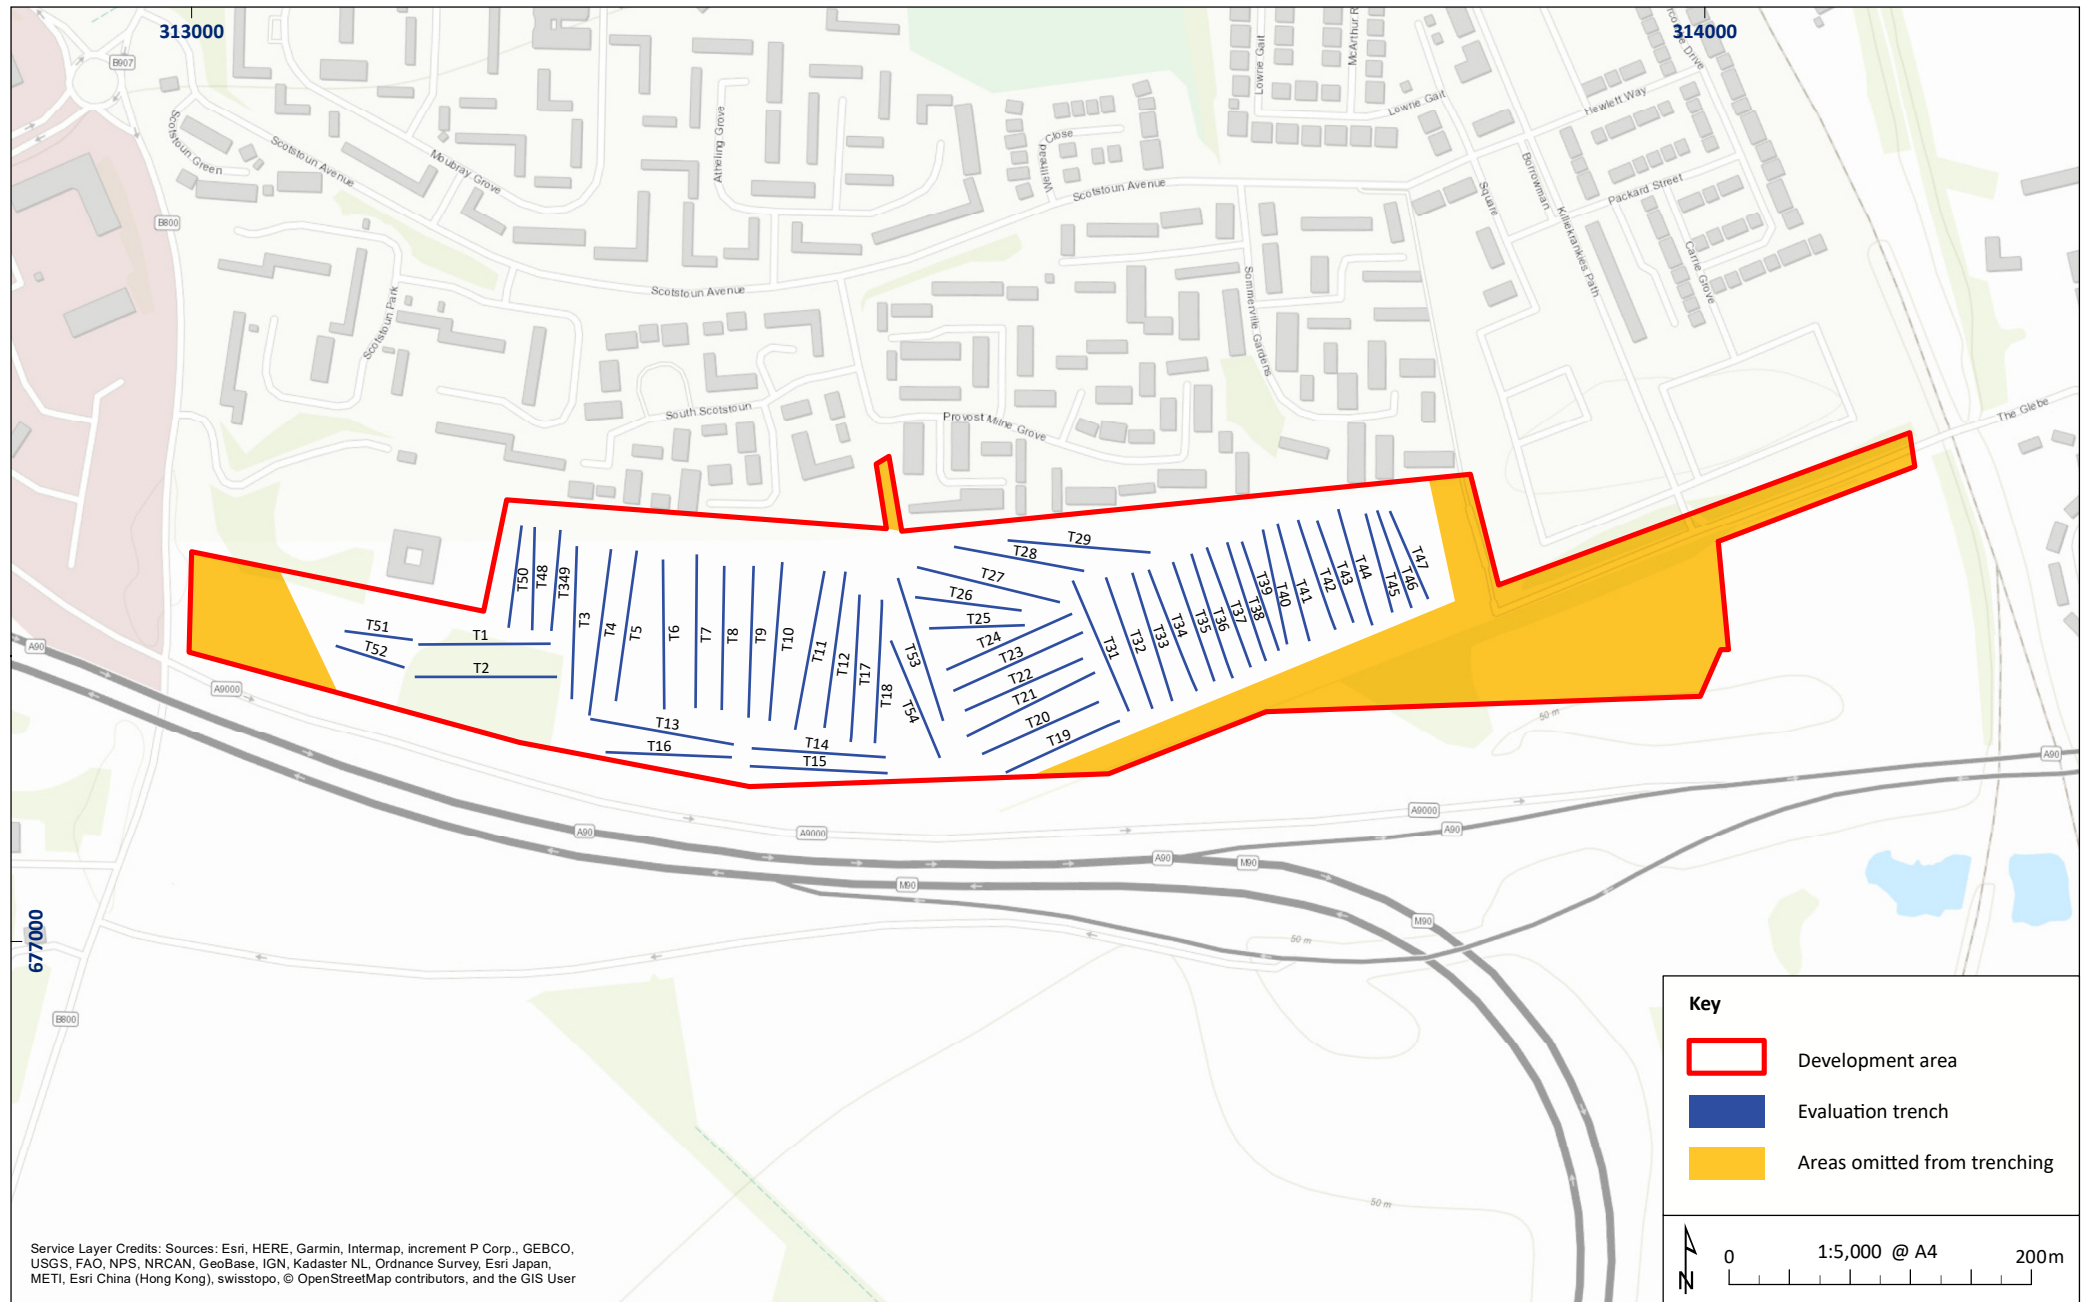 313000
314000
B907
Scotstoun Green
Scotstoun Avenue
Moubray Grove
Atheling Grove
Wellhead
Close
Scotstoun Avenue
Lowrie Gait
McArthur R
Lowrie Gait
Hewlett Way
Borrowman
Square
Packard Street
Killiekrankies Path
Carrie Grove
B800
Scotstoun Park
Scotstoun Avenue
South Scotstoun
Provost Milne Grove
Sommerville Gardens
The Glebe
T50
T48
T349
T3
T4
T5
T6
T7
T8
T9
T10
T11
T12
T17
T18
T53
T54
T29
T28
T27
T26
T25
T24
T23
T22
T21
T20
T19
T31
T32
T33
T34
T35
T36
T37
T38
T39
T40
T41
T42
T43
T44
T45
T46
T47
T51
T52
T1
T2
T13
T16
T14
T15
A90
A9000
50 m
A90
A9000
A90
A9000
A90
A90
M90
M90
M90
50 m
677000
B800
50 m
Key
Development area
Evaluation trench
Areas omitted from trenching
N
0
1:5,000 @ A4
200m
Service Layer Credits: Sources: Esri, HERE, Garmin, Intermap, increment P Corp., GEBCO,
USGS, FAO, NPS, NRCAN, GeoBase, IGN, Kadaster NL, Ordnance Survey, Esri Japan,
METI, Esri China (Hong Kong), swisstopo, © OpenStreetMap contributors, and the GIS User